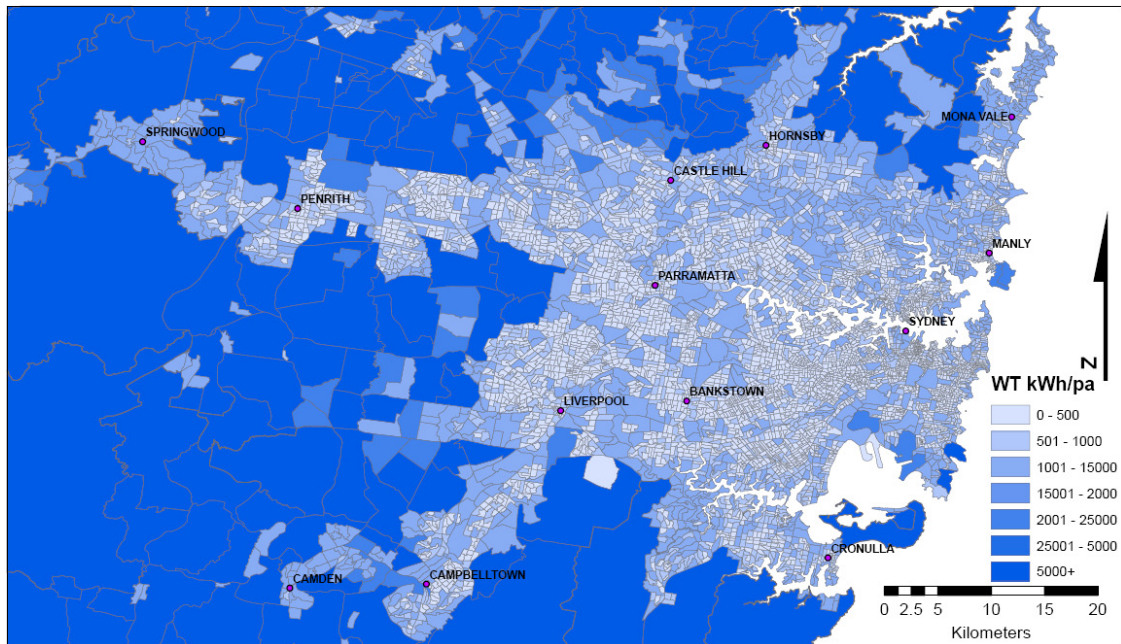 SPRINGWOOD
MONA VALE
HORNSBY
CASTLE HILL
PENRITH
MANLY
PARRAMATTA
SYDNEY
N
WT kWh/pa
BANKSTOWN
LIVERPOOL
0 - 500
501 - 1000
1001 - 15000
15001 - 2000
2001 - 25000
25001 - 5000
5000+
CRONULLA
CAMDEN
CAMPBELLTOWN
0 2.5 5 10 15 20
Kilometers